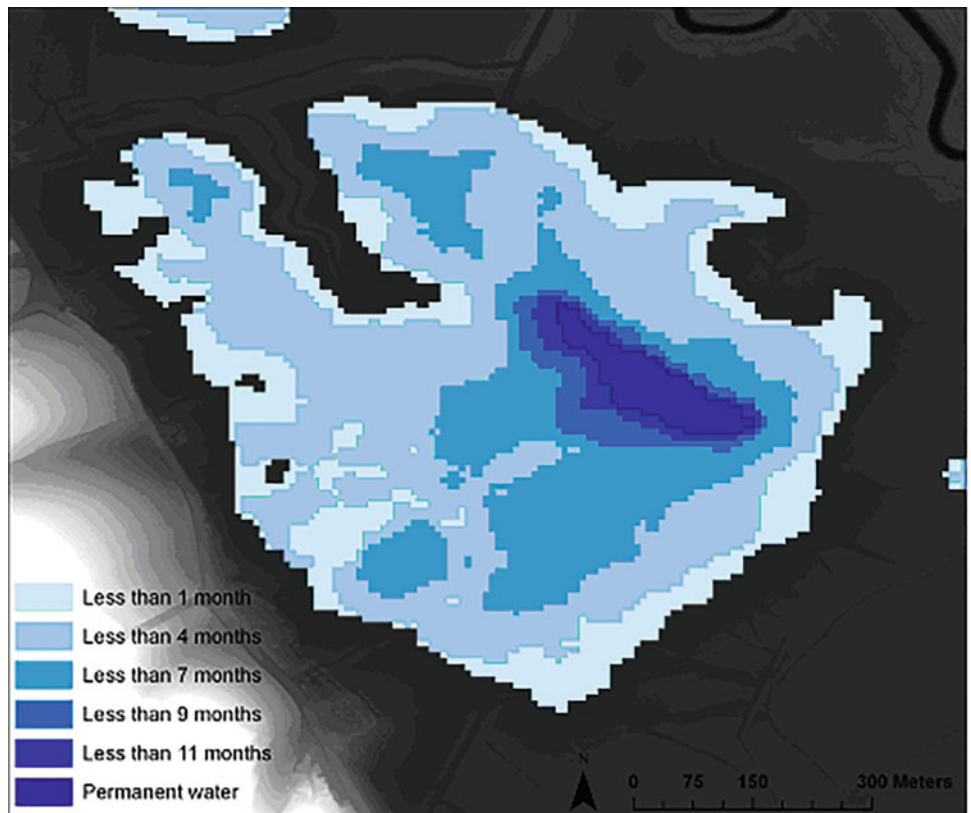 Less than 1 month
Less than 4 months
Less than 7 months
Less than 9 months
Less than 11 months
Permanent water
N
0 75 150 300 Meters